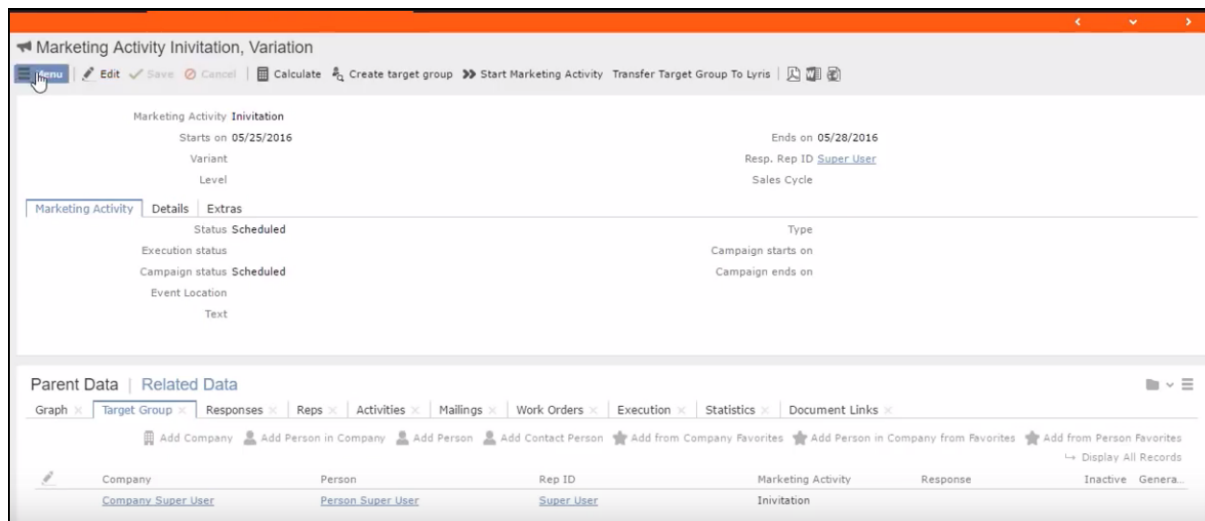 Marketing Activity Inivitation, Variation
Menu Edit Save Cancel Calculate Create target group Start Marketing Activity Transfer Target Group To Lyris
Marketing Activity Inivitation
Starts on 05/25/2016 Ends on 05/28/2016
Variant Resp. Rep ID Super User
Level Sales Cycle
Marketing Activity Details Extras
Status Scheduled Type
Execution status Campaign starts on
Campaign status Scheduled Campaign ends on
Event Location
Text
Parent Data | Related Data
Graph Target Group Responses Reps Activities Mailings Work Orders Execution Statistics Document Links
Add Company Add Person in Company Add Person Add Contact Person Add from Company Favorites Add Person in Company from Favorites Add from Person Favorites
Display All Records
Company Person Rep ID Marketing Activity Response Inactive Genera...
Company Super User Person Super User Super User Inivitation